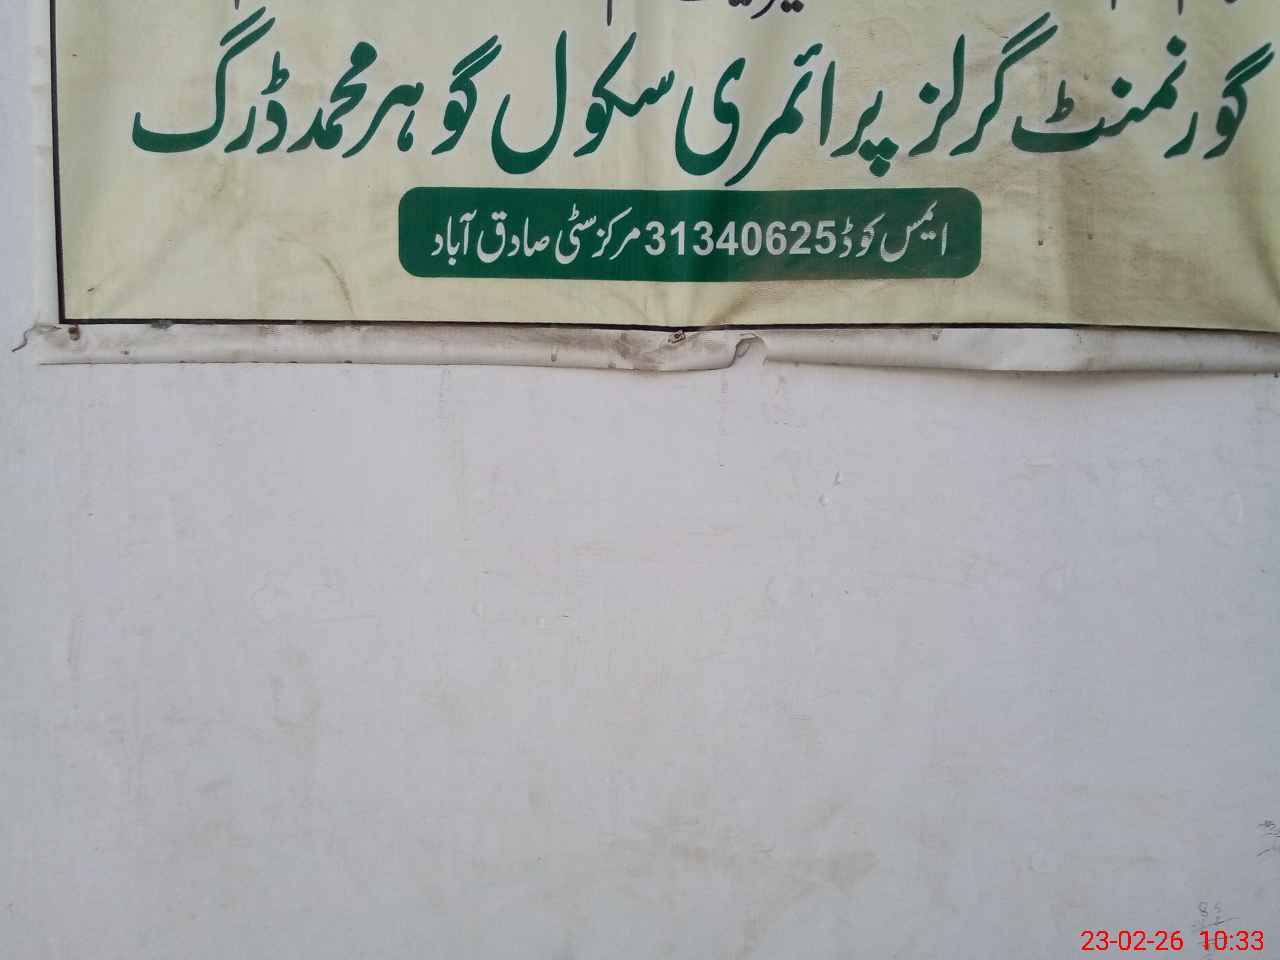 گورنمنٹ گرلز پرائمری سکول گوہر محمد ڈرگ
ایمس کوڈ 31340625 مرکز سٹی صادق آباد
23-02-26 10:33